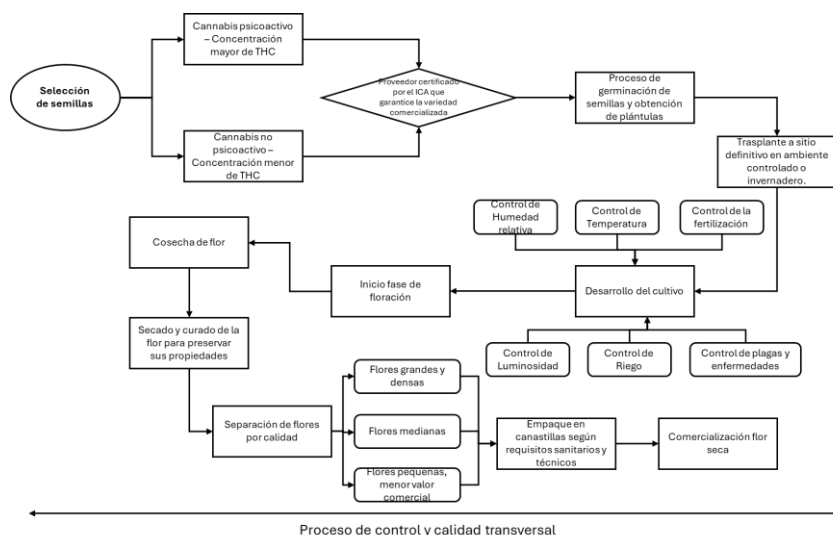 Cannabis psicoactivo
– Concentración
mayor de THC
Selección
de semillas
Cannabis no
psicoactivo –
Concentración menor
de THC
Proveedor certificado
por el ICA que
garantice la variedad
comercializada
Proceso de
germinación de
semillas y obtención
de plántulas
Trasplante a sitio
definitivo en ambiente
controlado o
invernadero.
Control de
Humedad
relativa
Control de
Temperatura
Control de la
fertilización
Desarrollo del cultivo
Control de
Luminosidad
Control de
Riego
Control de plagas y
enfermedades
Inicio fase de
floración
Cosecha de flor
Secado y curado de la
flor para preservar
sus propiedades
Separación de flores
por calidad
Flores grandes y
densas
Flores medianas
Flores pequeñas,
menor valor
comercial
Empaque en
canastillas según
requisitos sanitarios y
técnicos
Comercialización flor
seca
Proceso de control y calidad transversal